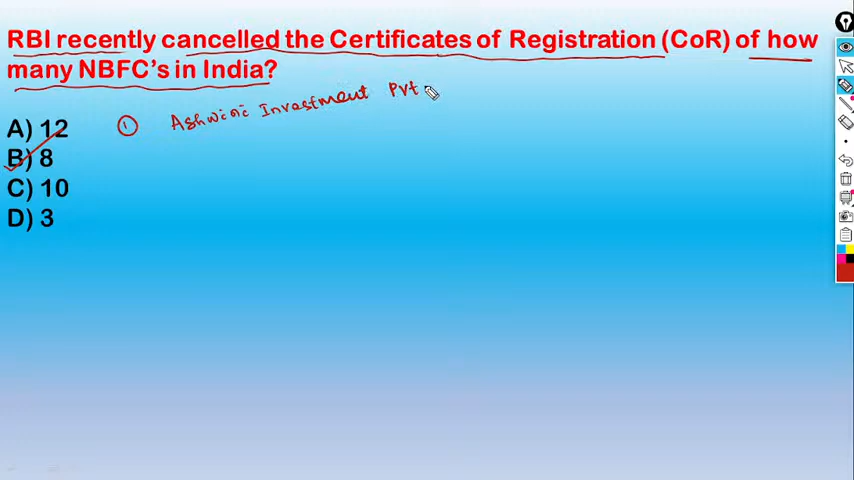 RBI recently cancelled the Certificates of Registration (CoR) of how
many NBFC's in India?
① Ashwini Investment Pvt
A) 12
B) 8
C) 10
D) 3